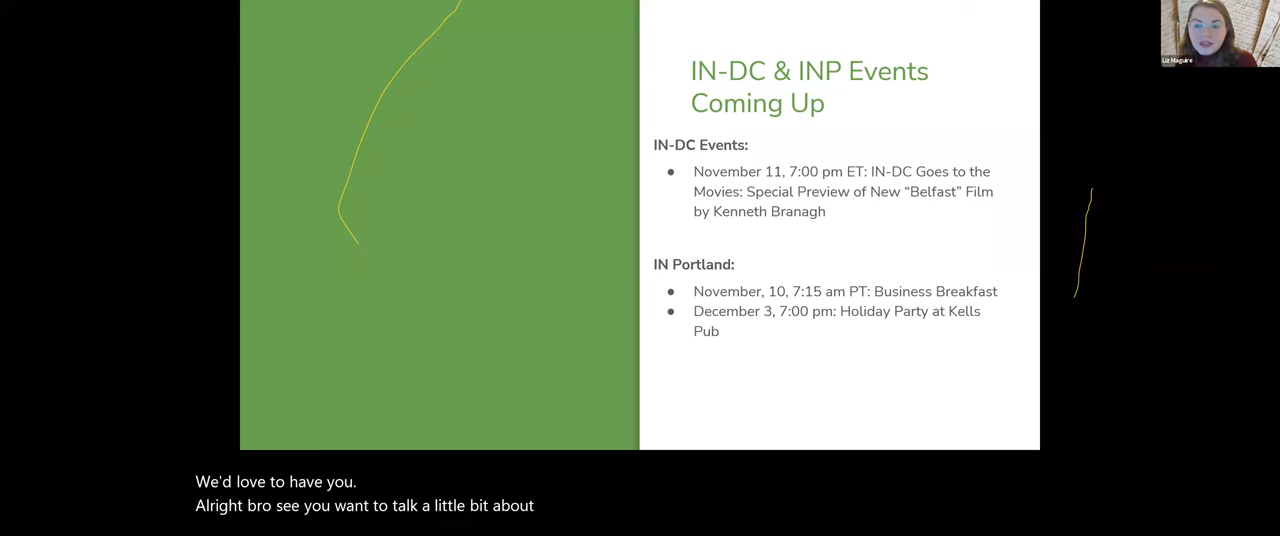 Liz Maguire
IN-DC & INP Events
Coming Up
IN-DC Events:
● November 11, 7:00 pm ET: IN-DC Goes to the
Movies: Special Preview of New “Belfast” Film
by Kenneth Branagh
IN Portland:
● November, 10, 7:15 am PT: Business Breakfast
● December 3, 7:00 pm: Holiday Party at Kells
Pub
We'd love to have you.
Alright bro see you want to talk a little bit about